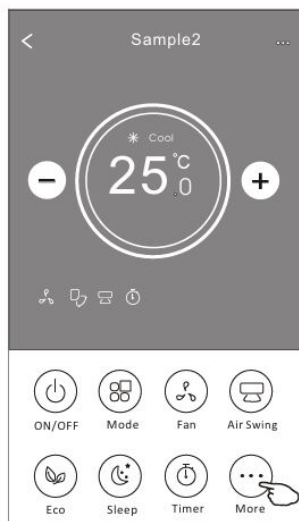 Sample2
...
Cool
25.0°C
ON/OFF Mode Fan Air Swing
Eco Sleep Timer More